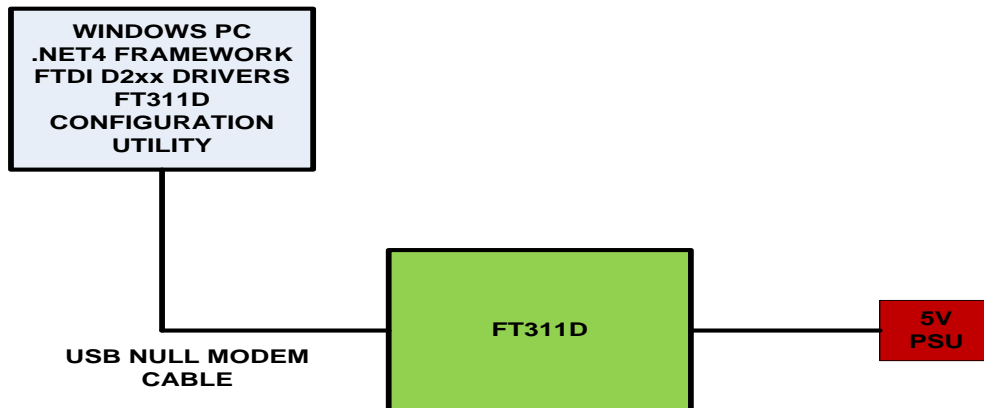 WINDOWS PC
.NET4 FRAMEWORK
FTDI D2xx DRIVERS
FT311D
CONFIGURATION
UTILITY
FT311D
5V
PSU
USB NULL MODEM
CABLE